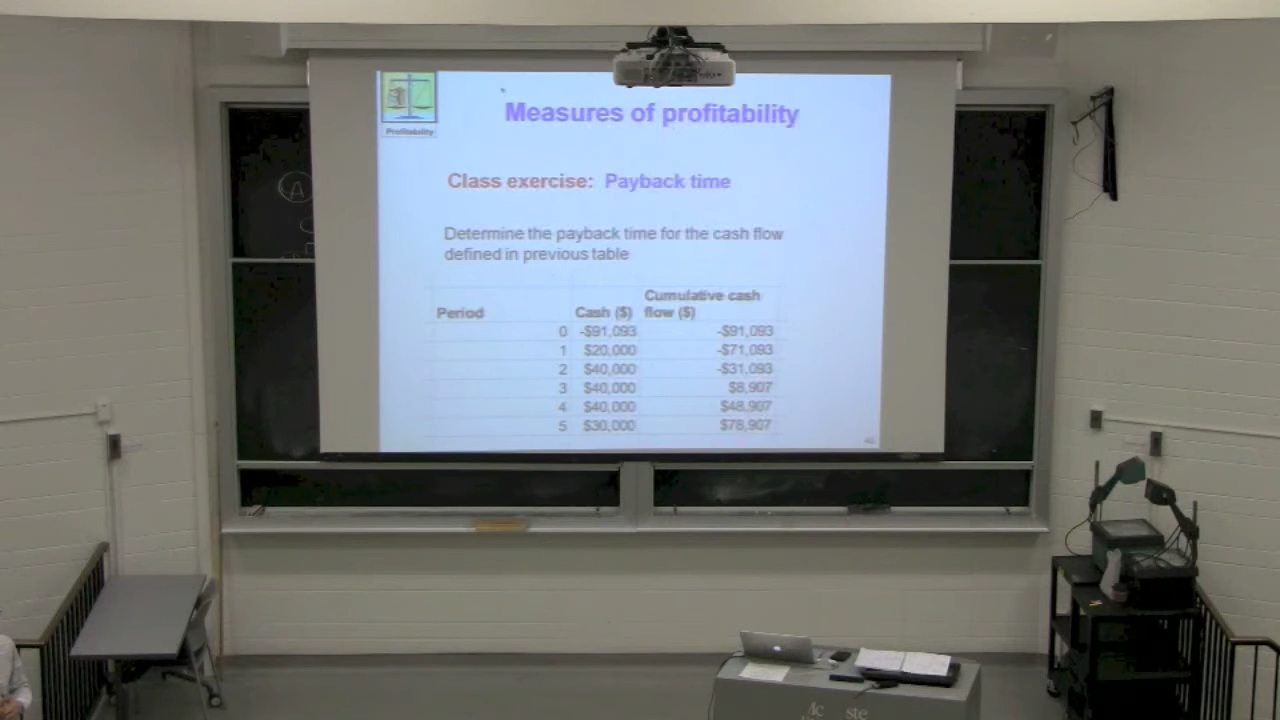 Measures of profitability
Profitability
Class exercise: Payback time
Determine the payback time for the cash flow
defined in previous table
Period Cash ($) Cumulative cash flow ($)
0 -$91,093 -$91,093
1 $20,000 -$71,093
2 $40,000 -$31,093
3 $40,000 $8,907
4 $40,000 $48,907
5 $30,000 $78,907
A